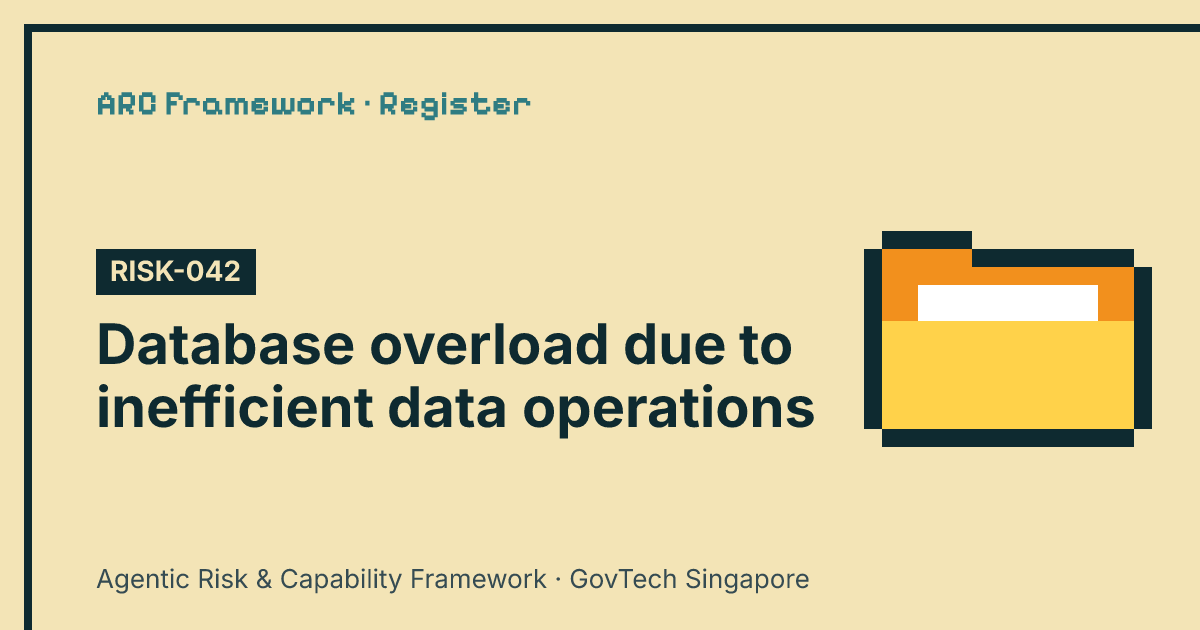 ARC Framework · Register
RISK-042
Database overload due to
inefficient data operations
Agentic Risk & Capability Framework · GovTech Singapore